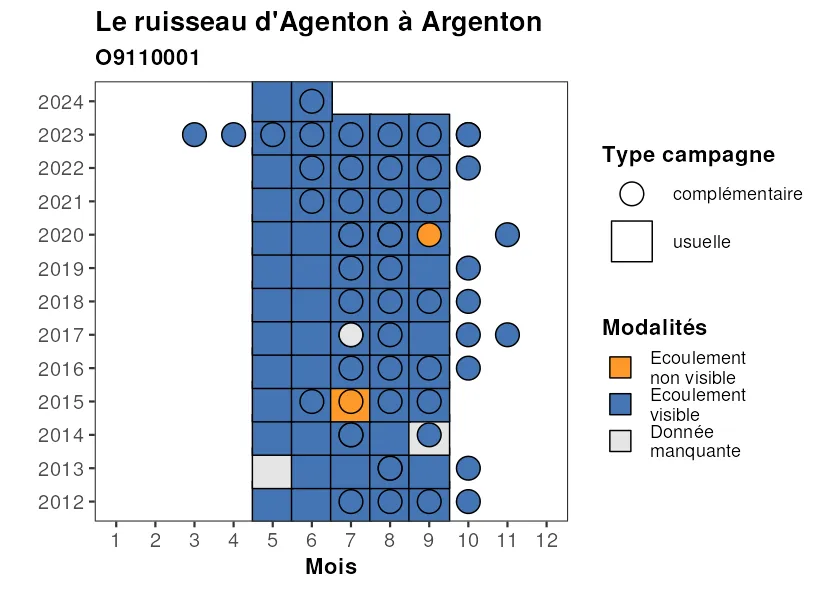 Le ruisseau d'Agenton à Argenton
O9110001
2024
2023
2022
2021
2020
2019
2018
2017
2016
2015
2014
2013
2012
1 2 3 4 5 6 7 8 9 10 11 12
Mois
Type campagne
complémentaire
usuelle
Modalités
Ecoulement
non visible
Ecoulement
visible
Donnée
manquante